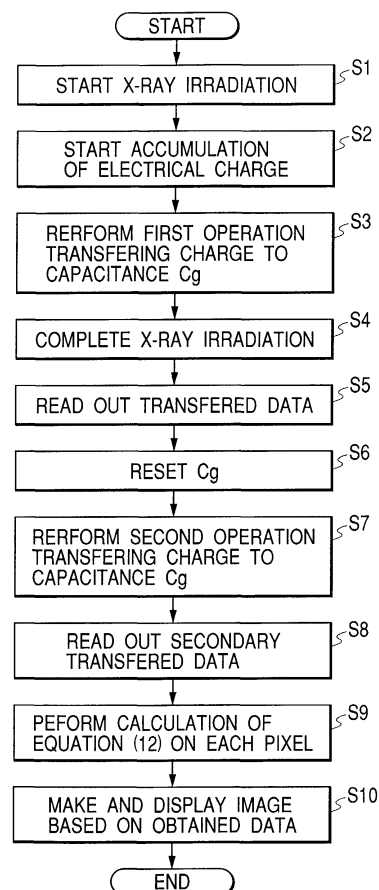 START
START X-RAY IRRADIATION
S1
START ACCUMULATION
OF ELECTRICAL CHARGE
S2
RERFORM FIRST OPERATION
TRANSFERING CHARGE TO
CAPACITANCE Cg
S3
COMPLETE X-RAY IRRADIATION
S4
READ OUT TRANSFERED DATA
S5
RESET Cg
S6
RERFORM SECOND OPERATION
TRANSFERING CHARGE TO
CAPACITANCE Cg
S7
READ OUT SECONDARY
TRANSFERED DATA
S8
PEFORM CALCULATION OF
EQUATION (12) ON EACH PIXEL
S9
MAKE AND DISPLAY IMAGE
BASED ON OBTAINED DATA
S10
END